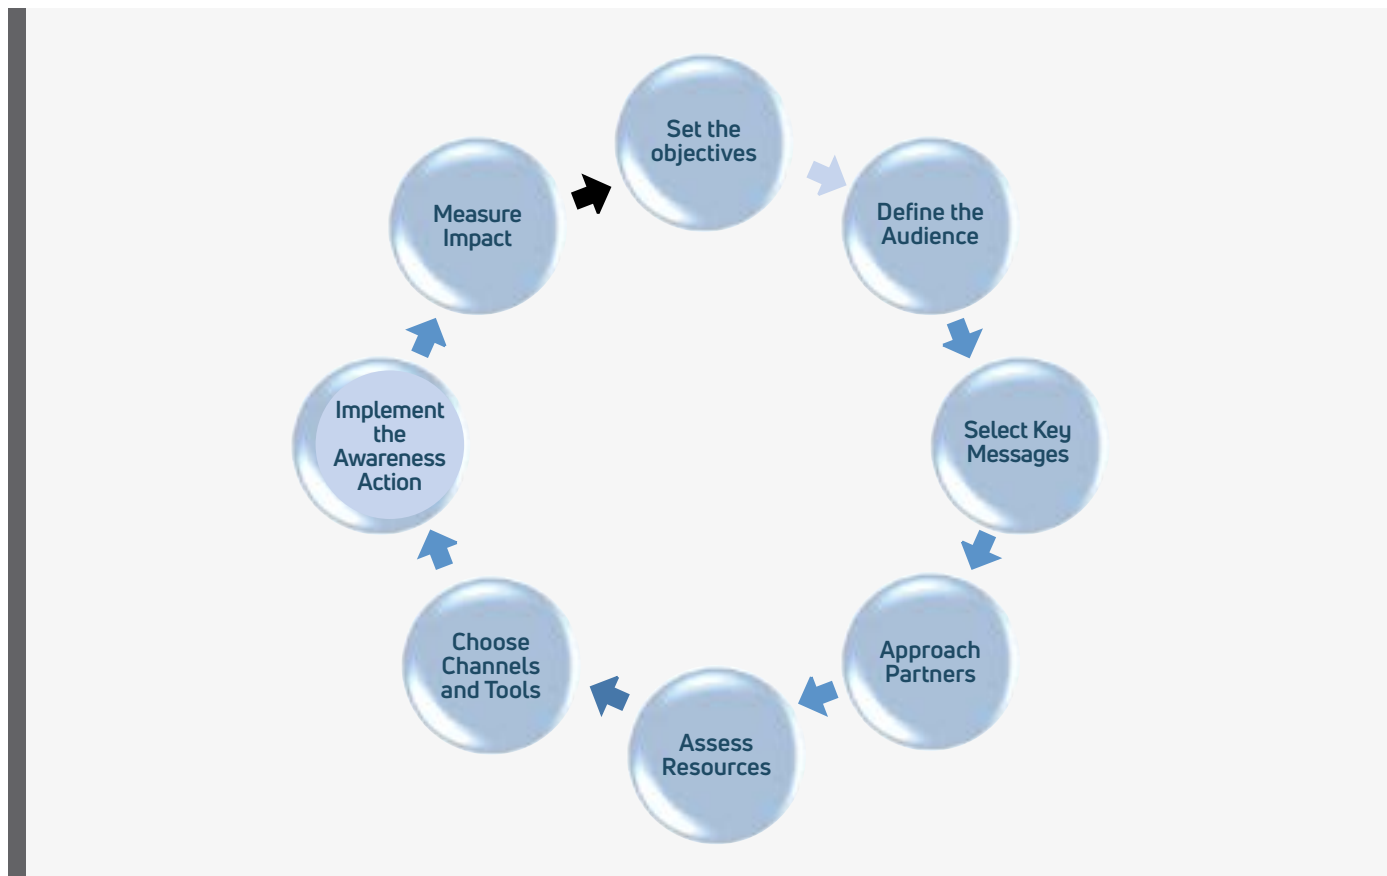 Set the
objectives
Define the
Audience
Select Key
Messages
Approach
Partners
Assess
Resources
Choose
Channels
and Tools
Implement
the
Awareness
Action
Measure
Impact